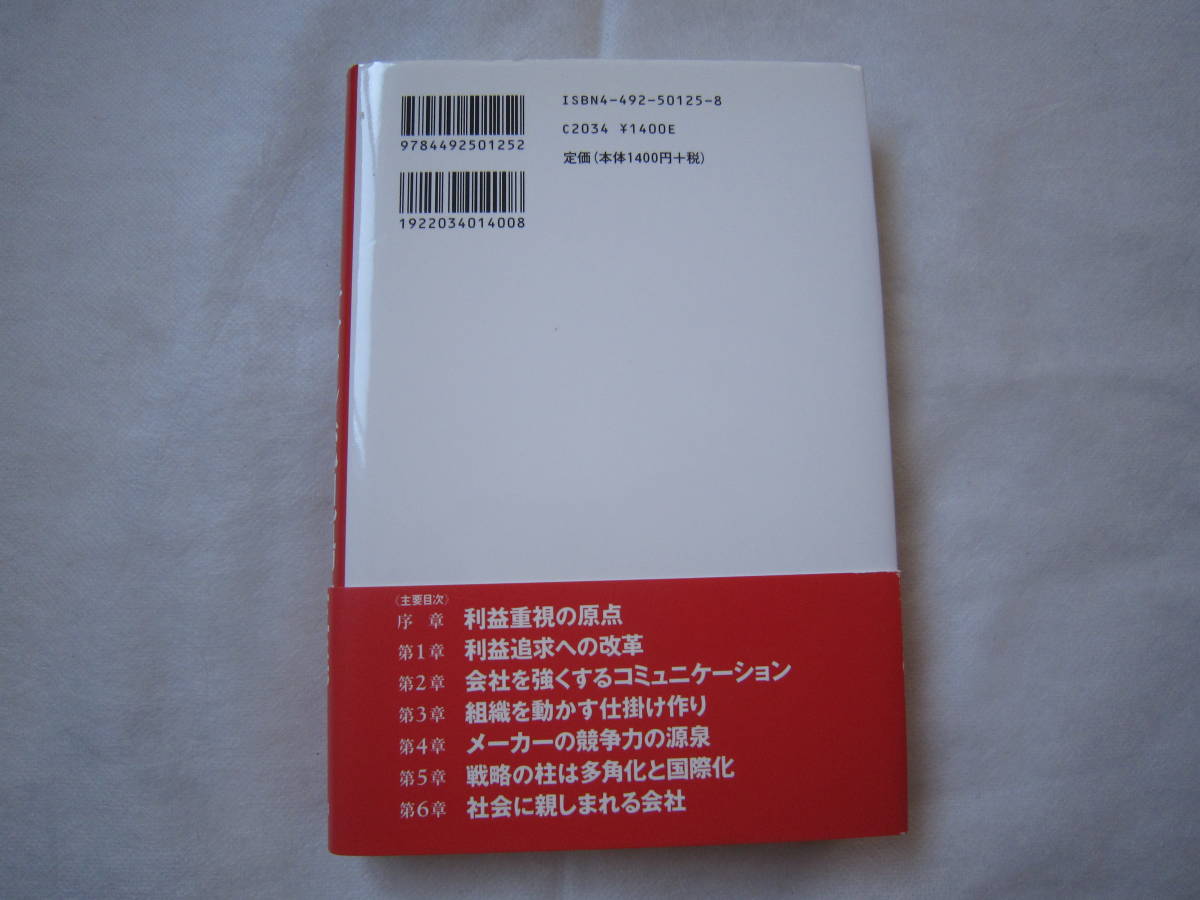 ISBN4-492-50125-8
C2034 ¥1400E
定価(本体1400円+税)
9784492501252
1922034014008
〈主要目次〉
序 章 利益重視の原点
第1章 利益追求への改革
第2章 会社を強くするコミュニケーション
第3章 組織を動かす仕掛け作り
第4章 メーカーの競争力の源泉
第5章 戦略の柱は多角化と国際化
第6章 社会に親しまれる会社